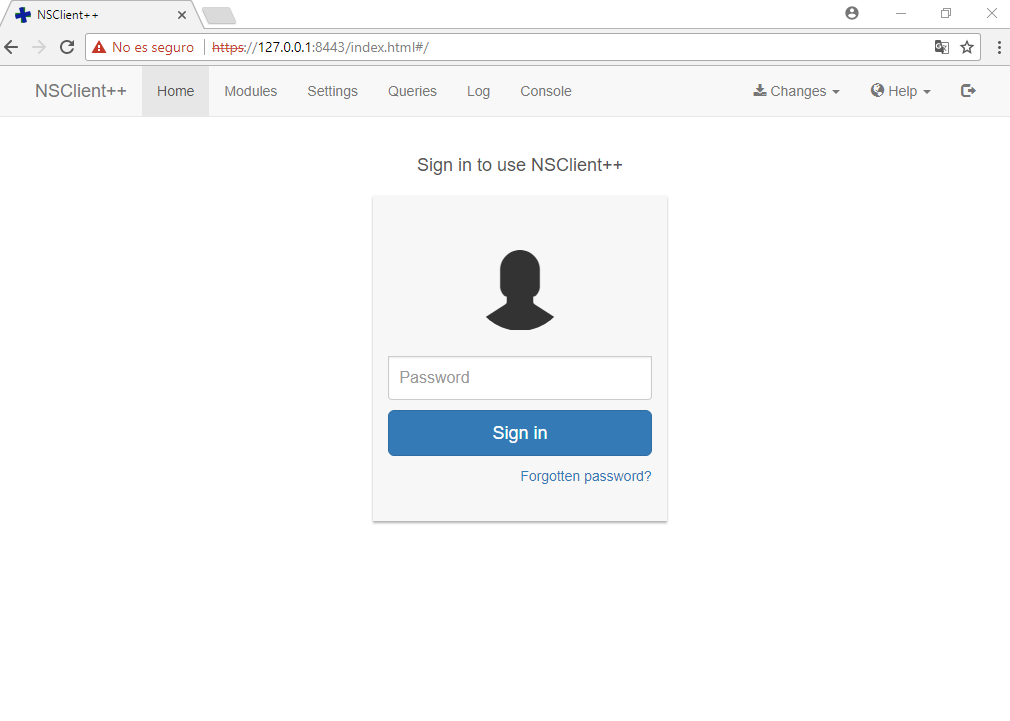 NSClient++
No es seguro https://127.0.0.1:8443/index.html#/
NSClient++ Home Modules Settings Queries Log Console Changes Help
Sign in to use NSClient++
Password
Sign in
Forgotten password?